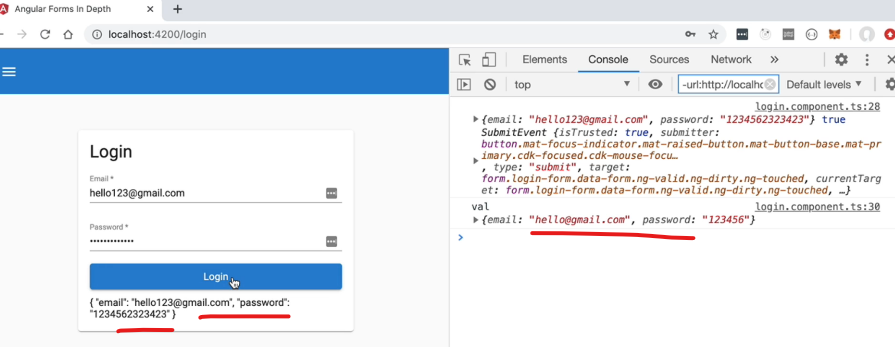 Angular Forms In Depth
localhost:4200/login
Elements Console Sources Network
top
-url:http://localhc
Default levels
login.component.ts:28
{email: "hello123@gmail.com", password: "1234562323423"} true
SubmitEvent {isTrusted: true, submitter:
button.mat-focus-indicator.mat-raised-button.mat-button-base.mat-pr
imary.cdk-focused.cdk-mouse-focu…
, type: "submit", target:
form.login-form.data-form.ng-valid.ng-dirty.ng-touched, currentTarg
et: form.login-form.data-form.ng-valid.ng-dirty.ng-touched, …}
val login.component.ts:30
{email: "hello@gmail.com", password: "123456"}
Login
Email *
hello123@gmail.com
Password *
•••••••••••••
Login
{ "email": "hello123@gmail.com", "password":
"1234562323423" }